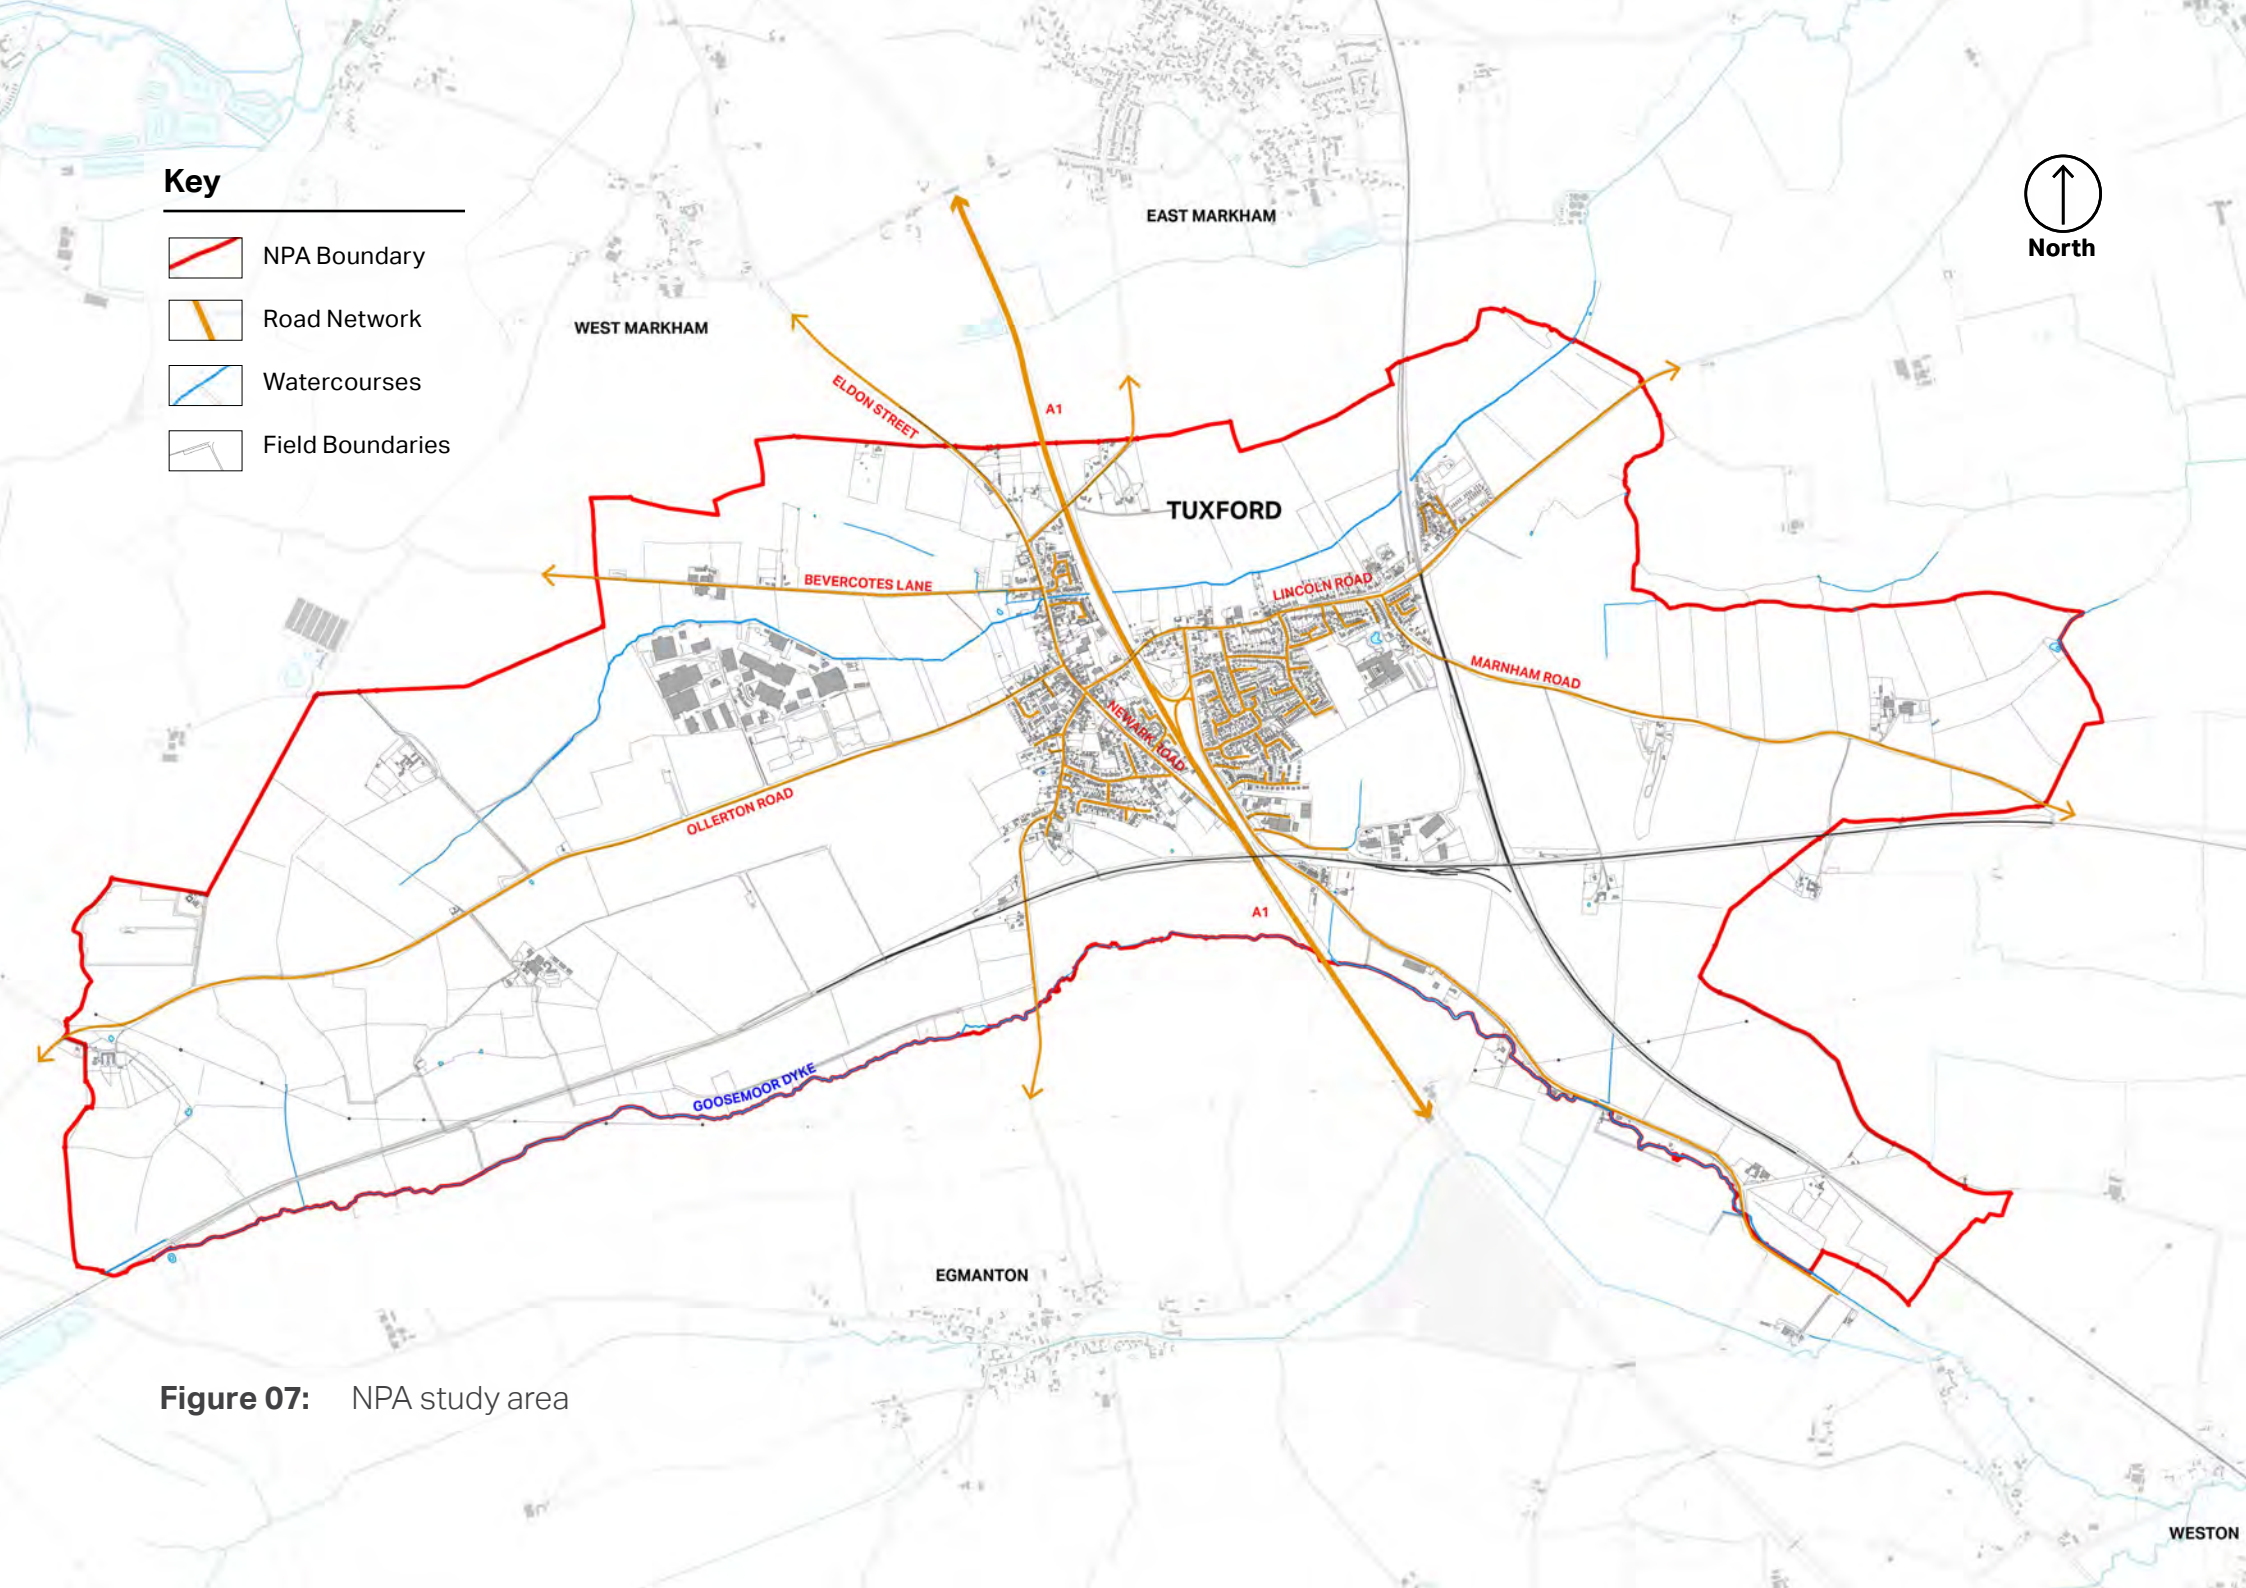 Key
NPA Boundary
Road Network
Watercourses
Field Boundaries
North
EAST MARKHAM
WEST MARKHAM
ELDON STREET
A1
TUXFORD
BEVERCOTES LANE
LINCOLN ROAD
MARNHAM ROAD
NEWARK ROAD
OLLERTON ROAD
A1
GOOSEMOOR DYKE
EGMANTON
Figure 07: NPA study area
WESTON